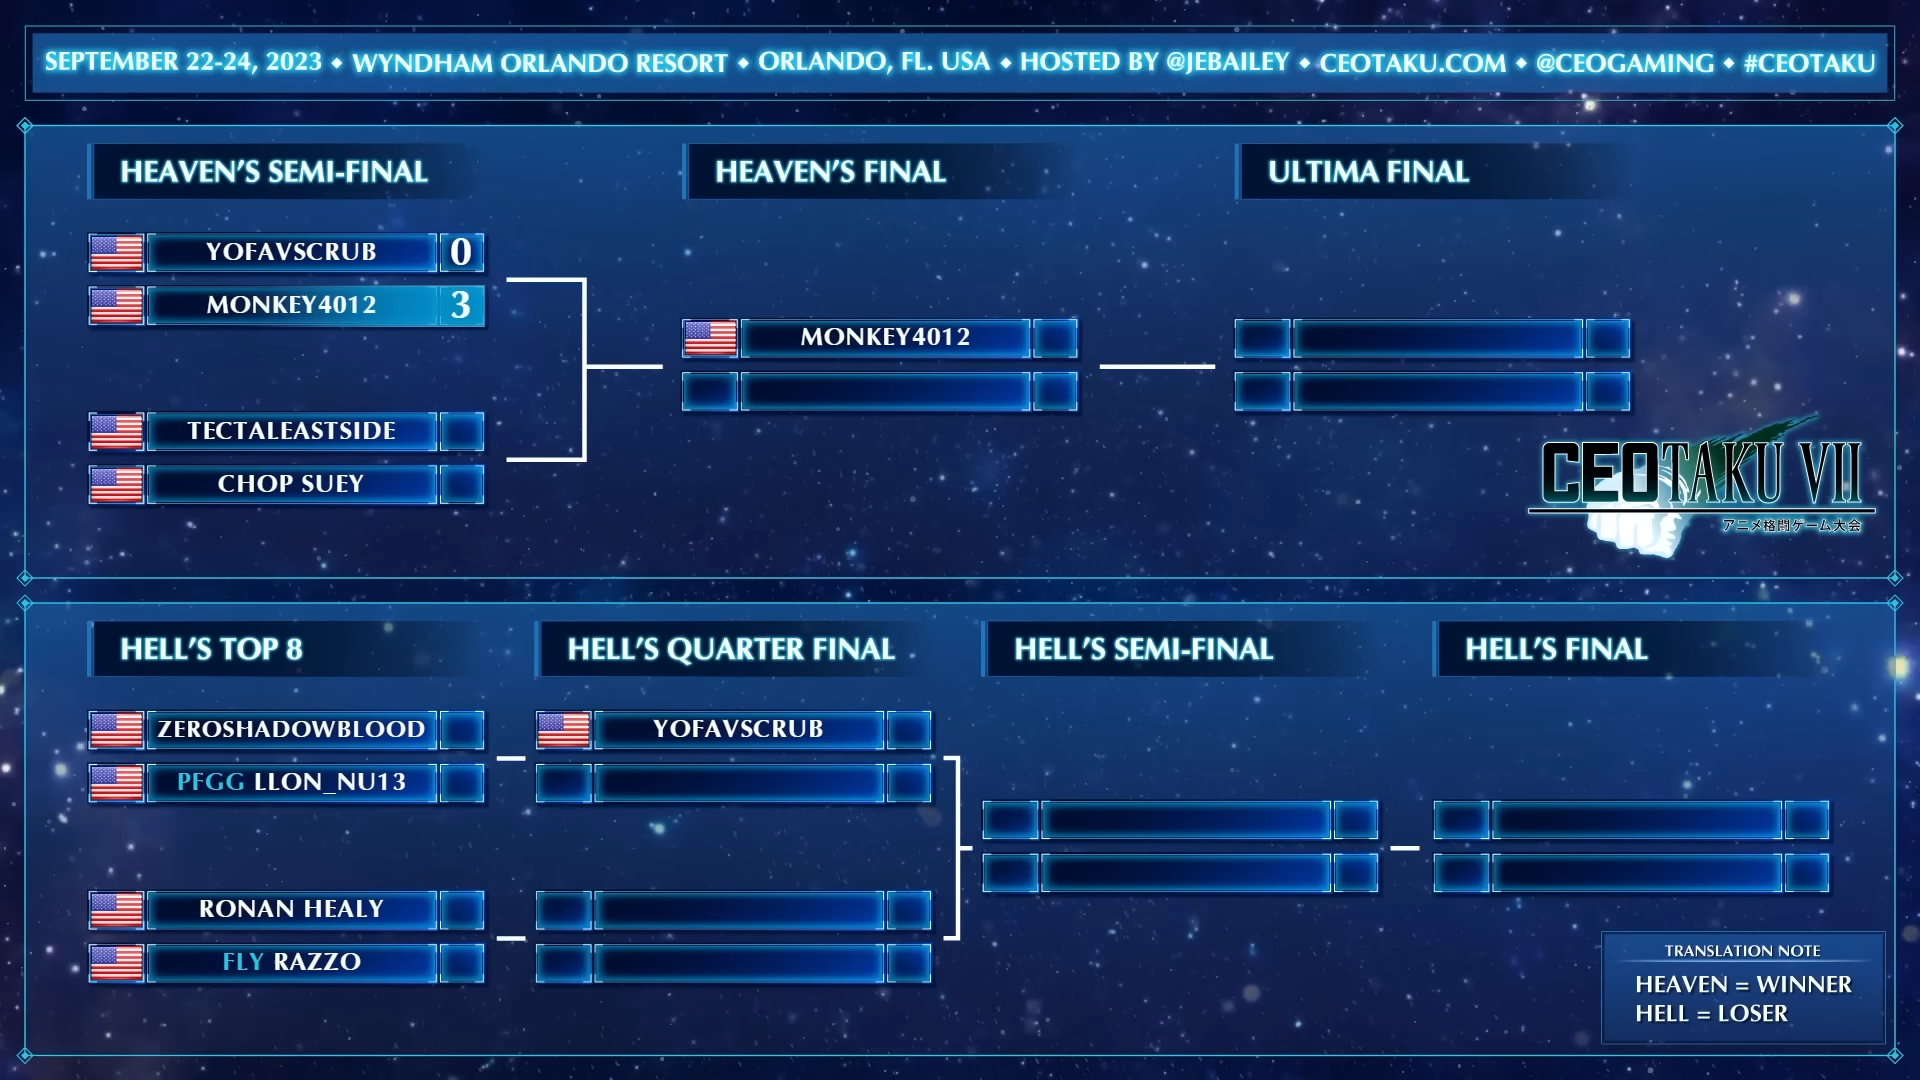 SEPTEMBER 22-24, 2023 ◆ WYNDHAM ORLANDO RESORT ◆ ORLANDO, FL. USA ◆ HOSTED BY @JEBAILEY ◆ CEOTAKU.COM ◆ @CEOGAMING ◆ #CEOTAKU
HEAVEN'S SEMI-FINAL
YOFAVSCRUB 0
MONKEY4012 3
TECTALEASTSIDE
CHOP SUEY
HEAVEN'S FINAL
MONKEY4012
ULTIMA FINAL
CEOTAKU VII
アニメ格闘ゲーム大会
HELL'S TOP 8
ZEROSHADOWBLOOD
PFGG LLON_NU13
RONAN HEALY
FLY RAZZO
HELL'S QUARTER FINAL
YOFAVSCRUB
HELL'S SEMI-FINAL
HELL'S FINAL
TRANSLATION NOTE
HEAVEN = WINNER
HELL = LOSER